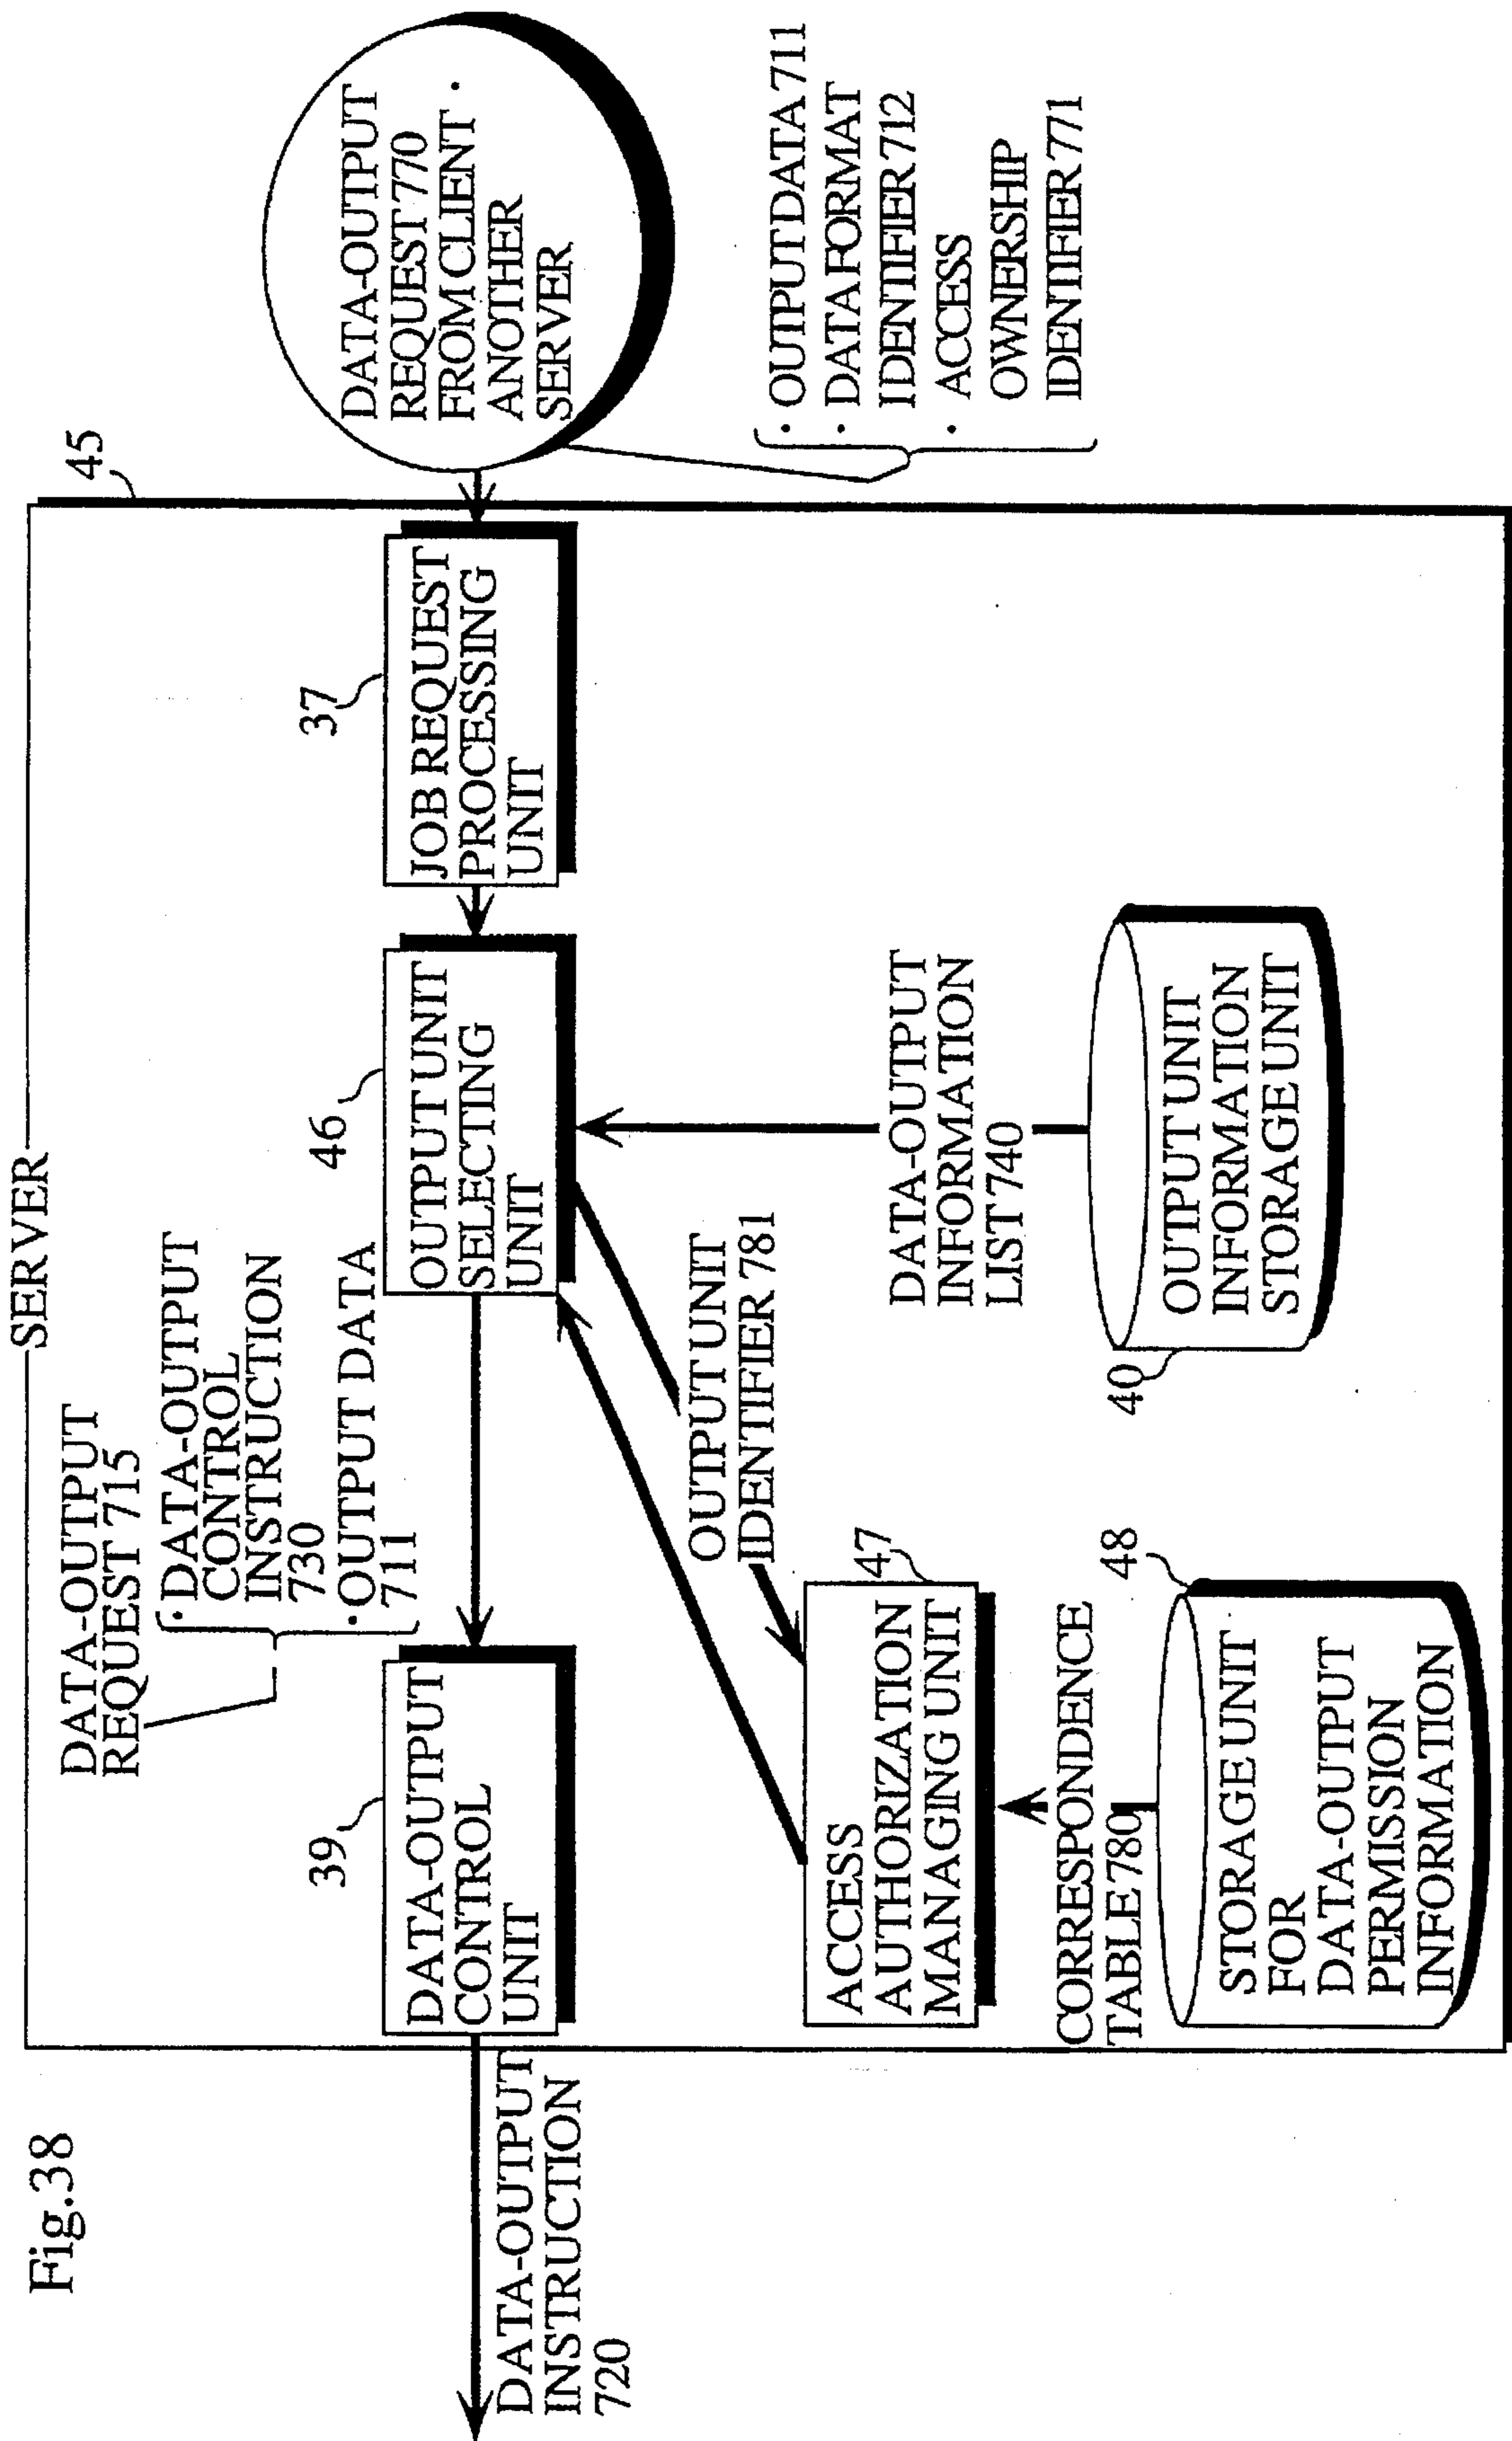 Fig.38
SERVER
45
DATA-OUTPUT
REQUEST 770
FROM CLIENT ·
ANOTHER
SERVER
· OUTPUT DATA 711
· DATA FORMAT
IDENTIFIER 712
· ACCESS
OWNERSHIP
IDENTIFIER 771
37
JOB REQUEST
PROCESSING
UNIT
46
OUTPUT UNIT
SELECTING
UNIT
DATA-OUTPUT
REQUEST 715
· DATA-OUTPUT
CONTROL
INSTRUCTION
730
· OUTPUT DATA
711
39
DATA-OUTPUT
CONTROL
UNIT
DATA-OUTPUT
INSTRUCTION
720
OUTPUT UNIT
IDENTIFIER 781
47
ACCESS
AUTHORIZATION
MANAGING UNIT
CORRESPONDENCE
TABLE 780
48
STORAGE UNIT
FOR
DATA-OUTPUT
PERMISSION
INFORMATION
DATA-OUTPUT
INFORMATION
LIST 740
40
OUTPUT UNIT
INFORMATION
STORAGE UNIT